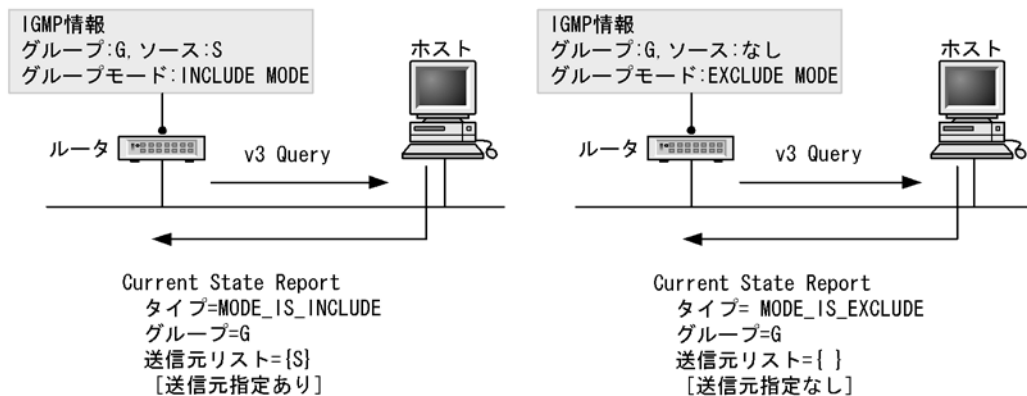 IGMP情報
グループ:G, ソース:S
グループモード:INCLUDE MODE
ホスト
ルータ
v3 Query
Current State Report
タイプ=MODE_IS_INCLUDE
グループ=G
送信元リスト={S}
[送信元指定あり]
IGMP情報
グループ:G, ソース:なし
グループモード:EXCLUDE MODE
ホスト
ルータ
v3 Query
Current State Report
タイプ= MODE_IS_EXCLUDE
グループ=G
送信元リスト={ }
[送信元指定なし]